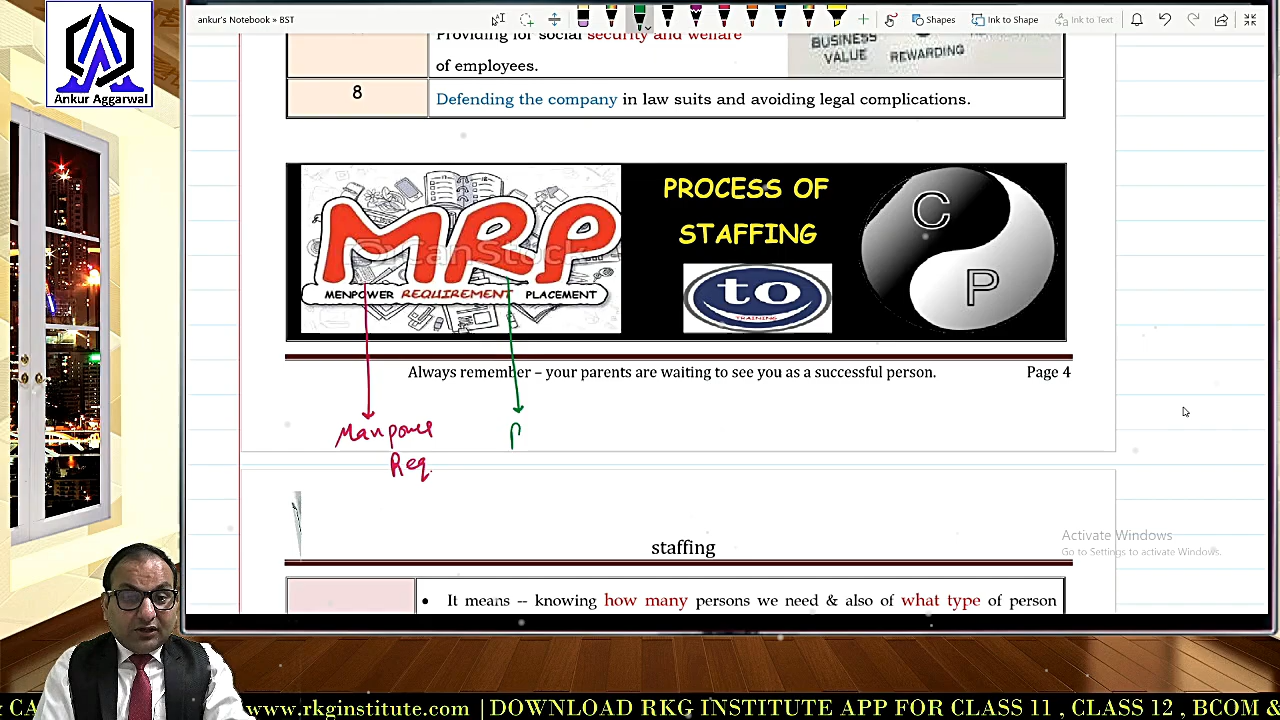 ankur's Notebook » BST
Shapes
Ink to Shape
Ink to Text
Ankur Aggarwal
Providing for social security and welfare
of employees.
BUSINESS
VALUE
REWARDING
8
Defending the company in law suits and avoiding legal complications.
MRP
MENPOWER REQUIREMENT PLACEMENT
PROCESS OF
STAFFING
to
TRAINING
C
P
Always remember – your parents are waiting to see you as a successful person.
Page 4
Req.
staffing
Activate Windows
Go to Settings to activate Windows.
• It means -- knowing how many persons we need & also of what type of person
CA
www.rkginstitute.com | DOWNLOAD RKG INSTITUTE APP FOR CLASS 11 , CLASS 12 , BCOM &